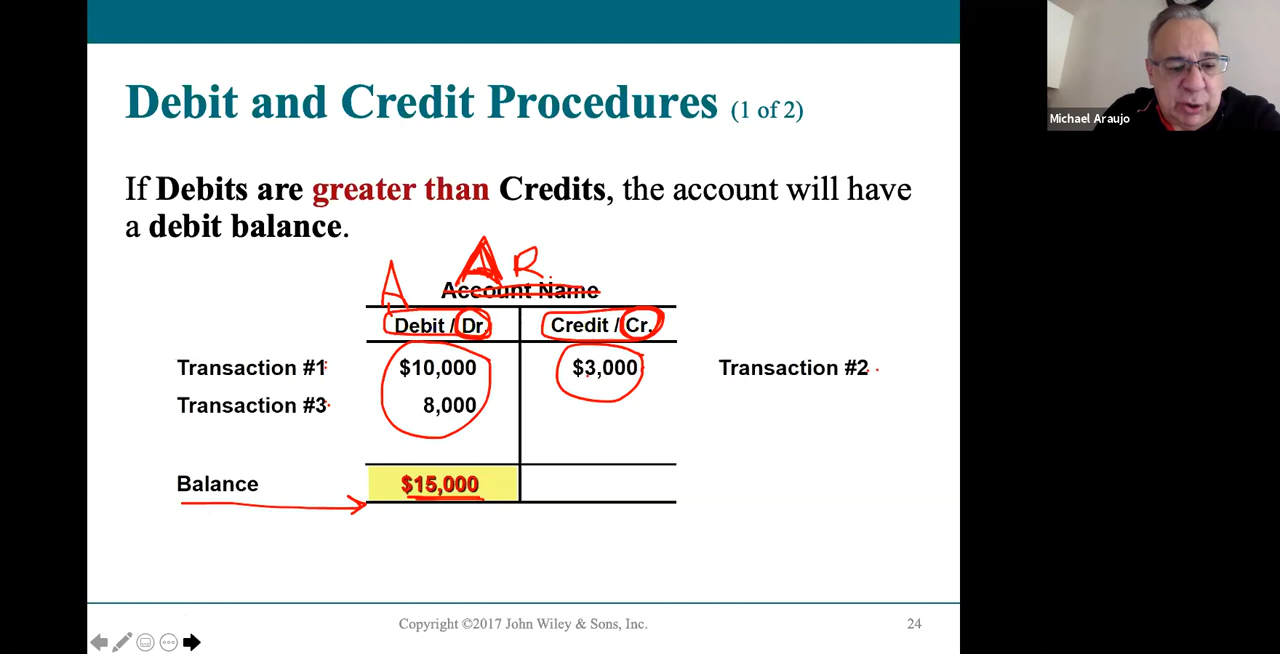 Debit and Credit Procedures (1 of 2)
If Debits are greater than Credits, the account will have
a debit balance.
A A R.
Account Name
Debit / Dr. Credit / Cr.
Transaction #1 $10,000 $3,000 Transaction #2
Transaction #3 8,000
Balance $15,000
Copyright ©2017 John Wiley & Sons, Inc. 24
Michael Araujo